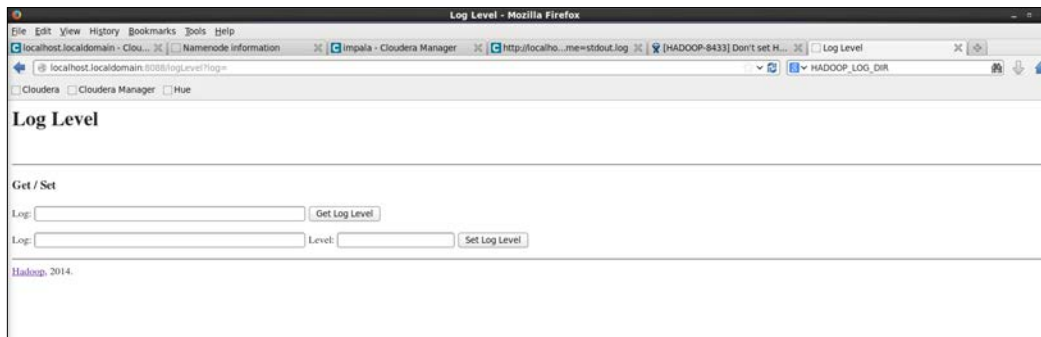 Log Level - Mozilla Firefox
File Edit View History Bookmarks Tools Help
localhost.localdomain - Clou... Namenode information impala - Cloudera Manager http://localho...me=stdout.log [HADOOP-8433] Don't set H... Log Level
localhost.localdomain:8088/logLevel?log= HADOOP_LOG_DIR
Cloudera Cloudera Manager Hue
Log Level
Get / Set
Log: Get Log Level
Log: Level: Set Log Level
Hadoop, 2014.